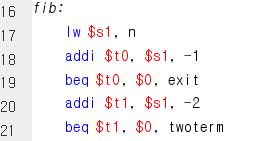 16 fib:
17 lw $s1, n
18 addi $t0, $s1, -1
19 beq $t0, $0, exit
20 addi $t1, $s1, -2
21 beq $t1, $0, twoterm